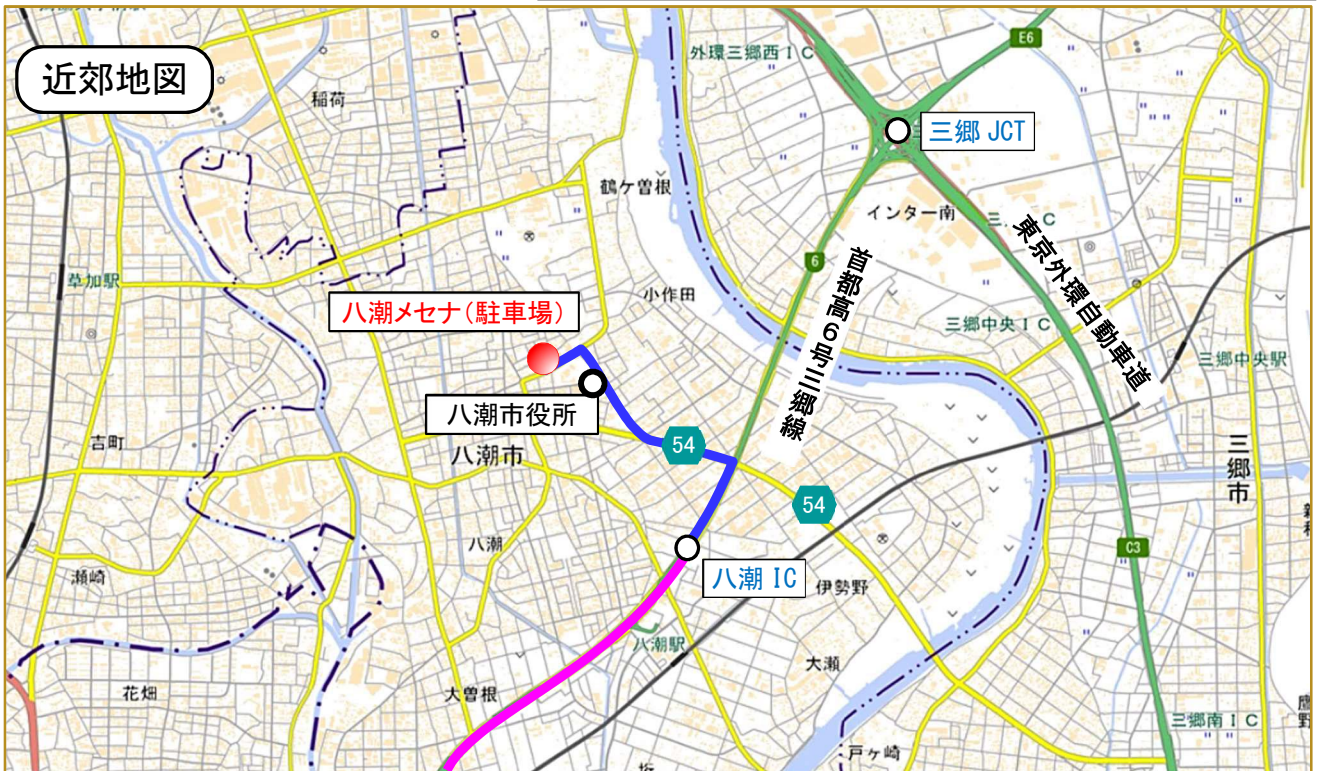 近郊地図
外環三郷西IC
E6
稲荷
三郷 JCT
鶴ケ曽根
インター南
東京外環自動車道
6
首都高6号三郷線
草加駅
小作田
八潮メセナ(駐車場)
三郷中央IC
三郷中央駅
八潮市役所
54
吉町
八潮市
三郷市
54
八潮
C3
瀬崎
八潮 IC
伊勢野
八潮駅
大瀬
花畑
大曽根
三郷南IC
戸ケ崎